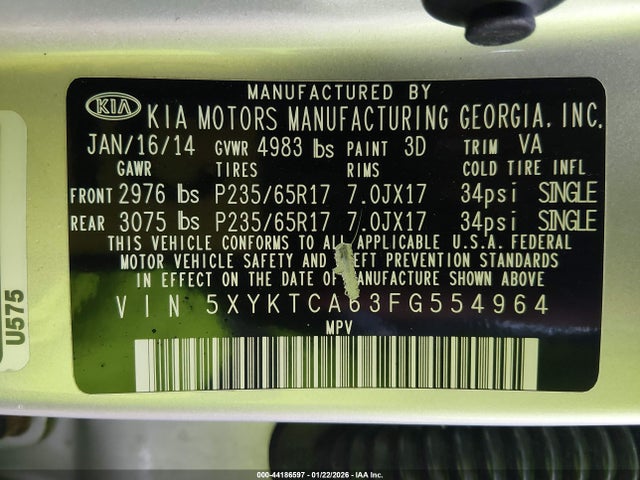 MANUFACTURED BY
KIA KIA MOTORS MANUFACTURING GEORGIA, INC.
JAN/16/14 GVWR 4983 lbs PAINT 3D TRIM VA
GAWR TIRES RIMS COLD TIRE INFL
FRONT 2976 lbs P235/65R17 7.0JX17 34psi SINGLE
REAR 3075 lbs P235/65R17 7.0JX17 34psi SINGLE
THIS VEHICLE CONFORMS TO ALL APPLICABLE U.S.A. FEDERAL
MOTOR VEHICLE SAFETY AND THEFT PREVENTION STANDARDS
IN EFFECT ON THE DATE OF MANUFACTURE SHOWN ABOVE
VIN 5XYKTCA63FG554964
MPV
U575
000-44186597 - 01/22/2026 - IAA Inc.